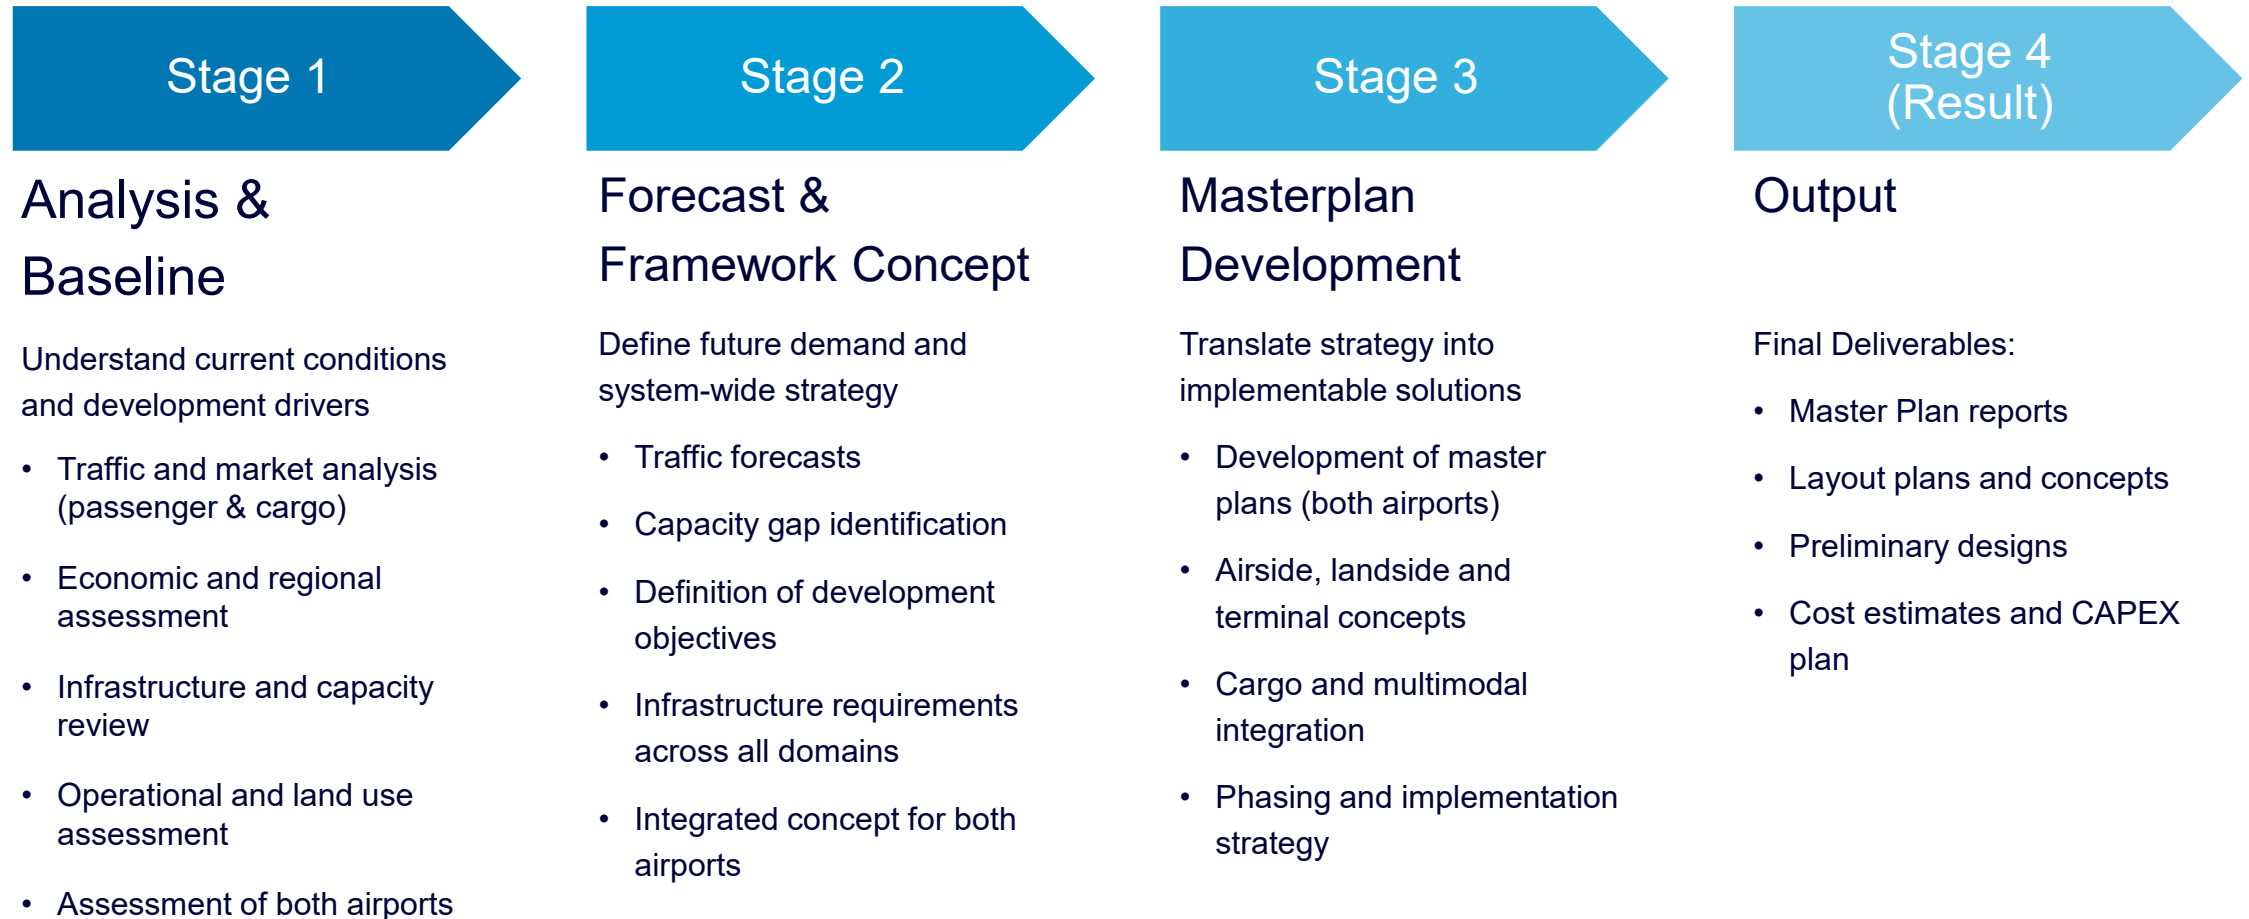 Stage 1
Analysis &
Baseline
Understand current conditions
and development drivers
• Traffic and market analysis
(passenger & cargo)
• Economic and regional
assessment
• Infrastructure and capacity
review
• Operational and land use
assessment
• Assessment of both airports
Stage 2
Forecast &
Framework Concept
Define future demand and
system-wide strategy
• Traffic forecasts
• Capacity gap identification
• Definition of development
objectives
• Infrastructure requirements
across all domains
• Integrated concept for both
airports
Stage 3
Masterplan
Development
Translate strategy into
implementable solutions
• Development of master
plans (both airports)
• Airside, landside and
terminal concepts
• Cargo and multimodal
integration
• Phasing and implementation
strategy
Stage 4
(Result)
Output
Final Deliverables:
• Master Plan reports
• Layout plans and concepts
• Preliminary designs
• Cost estimates and CAPEX
plan